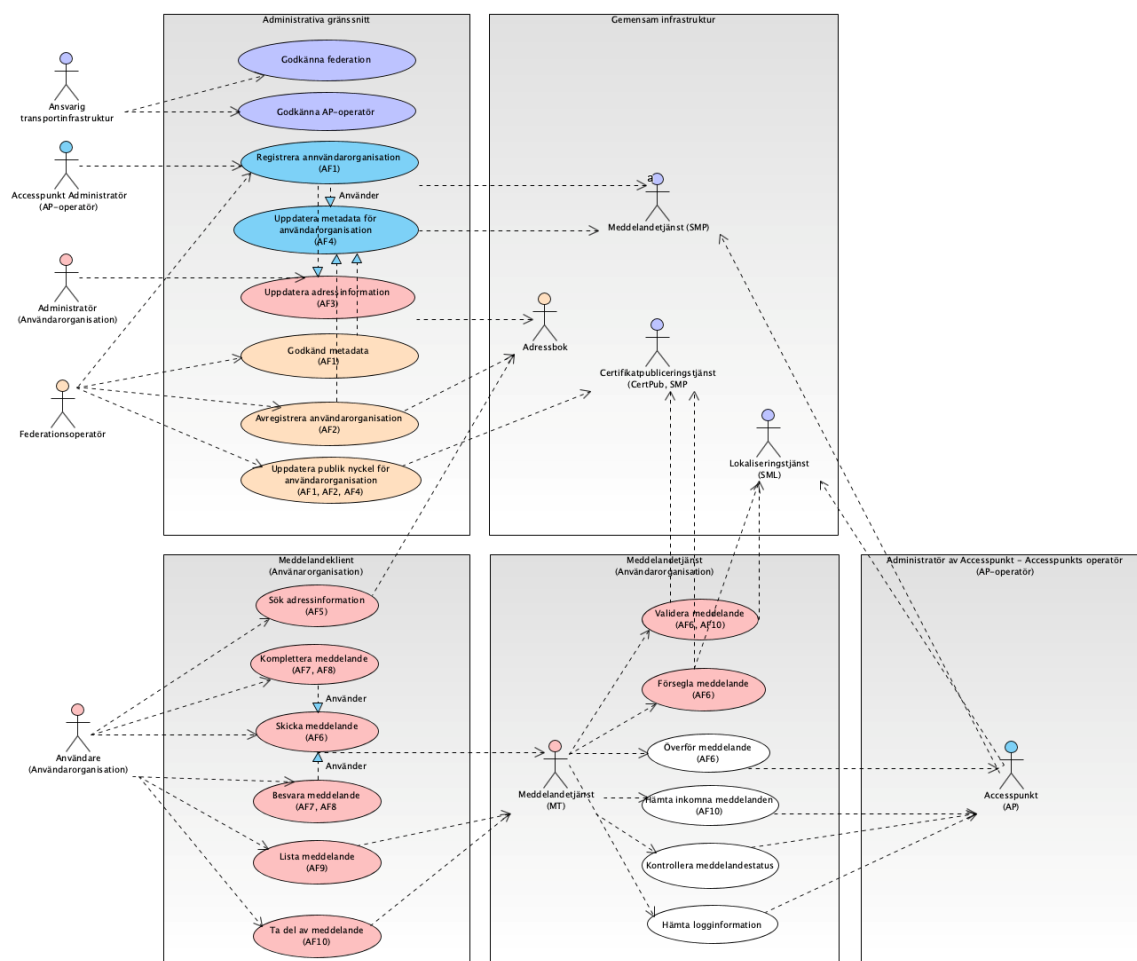 Administrativa gränssnitt
Gemensam infrastruktur
Godkänna federation
Godkänna AP-operatör
Ansvarig
transportinfrastruktur
Registrera annvändarorganisation
(AF1)
Accesspunkt Administratör
(AP-operatör)
Använder
a
Meddelandetjänst (SMP)
Uppdatera metadata för
användarorganisation
(AF4)
Uppdatera adressinformation
(AF3)
Administratör
(Användarorganisation)
Adressbok
Godkänd metadata
(AF1)
Certifikatpubliceringstjänst
(CertPub, SMP
Federationsoperatör
Avregistrera användarorganisation
(AF2)
Uppdatera publik nyckel för
användarorganisation
(AF1, AF2, AF4)
Lokaliseringstjänst
(SML)
Meddelandeklient
(Använarorganisation)
Meddelandetjänst
(Användarorganisation)
Administratör av Accesspunkt - Accesspunkts operatör
(AP-operatör)
Sök adressinformation
(AF5)
Validera meddelande
(AF6, AF10)
Komplettera meddelande
(AF7, AF8)
Försegla meddelande
(AF6)
Använder
Skicka meddelande
(AF6)
Användare
(Användarorganisation)
Överför meddelande
(AF6)
Använder
Besvara meddelande
(AF7, AF8
Meddelandetjänst
(MT)
Hämta inkomna meddelanden
(AF10)
Accesspunkt
(AP)
Lista meddelande
(AF9)
Kontrollera meddelandestatus
Ta del av meddelande
(AF10)
Hämta logginformation